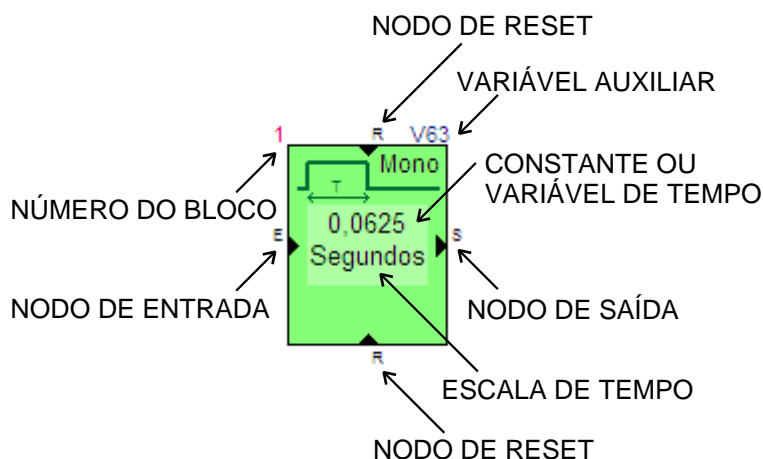 NODO DE RESET
VARIÁVEL AUXILIAR
1
R
V63
Mono
CONSTANTE OU
VARIÁVEL DE TEMPO
T
NÚMERO DO BLOCO
0,0625
E
S
Segundos
NODO DE ENTRADA
NODO DE SAÍDA
R
ESCALA DE TEMPO
NODO DE RESET